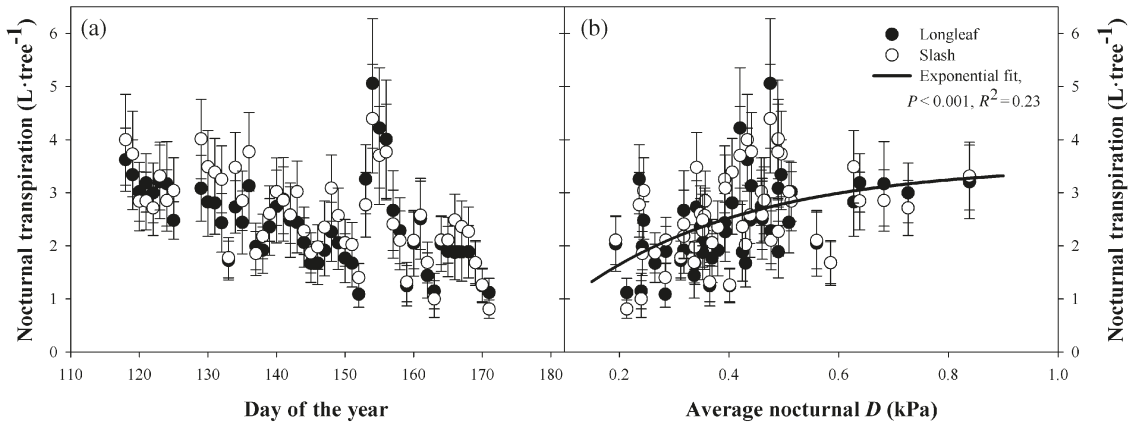 (a)
Nocturnal transpiration (L·tree⁻¹)
6
5
4
3
2
1
0
110 120 130 140 150 160 170 180
Day of the year
(b)
Longleaf
Slash
Exponential fit,
P < 0.001, R² = 0.23
0.2 0.4 0.6 0.8 1.0
Average nocturnal D (kPa)
6
5
4
3
2
1
0
Nocturnal transpiration (L·tree⁻¹)